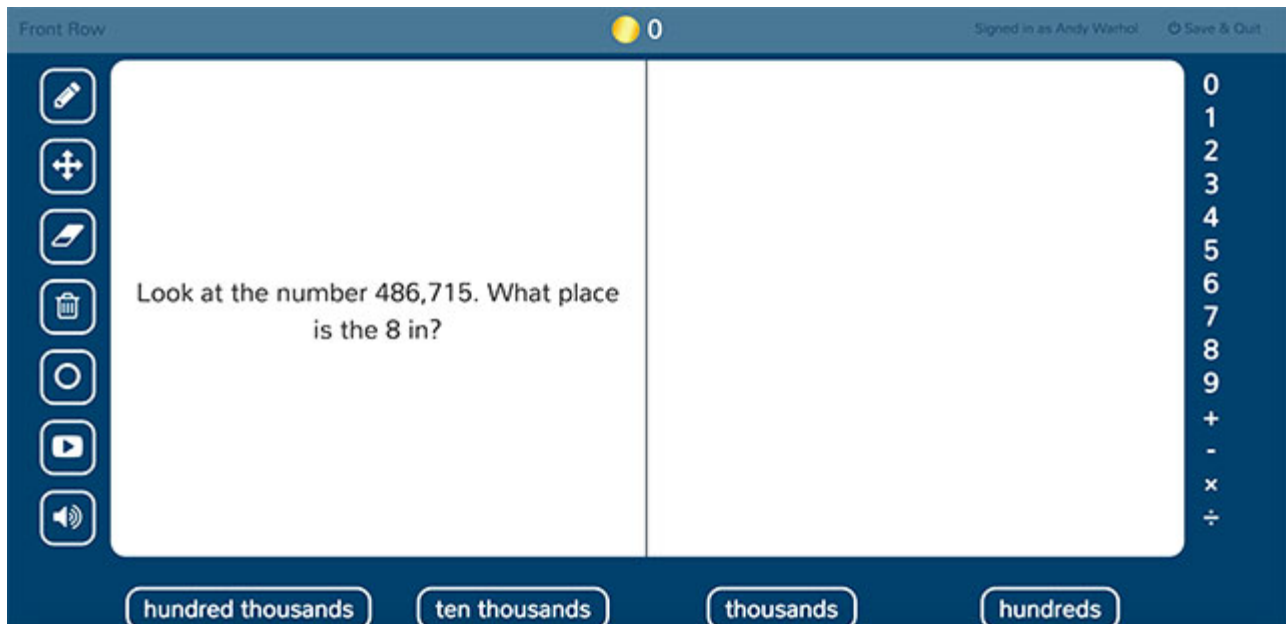 Front Row
0
Signed in as Andy Warhol
Save & Quit
Look at the number 486,715. What place
is the 8 in?
0
1
2
3
4
5
6
7
8
9
+
-
×
÷
hundred thousands
ten thousands
thousands
hundreds